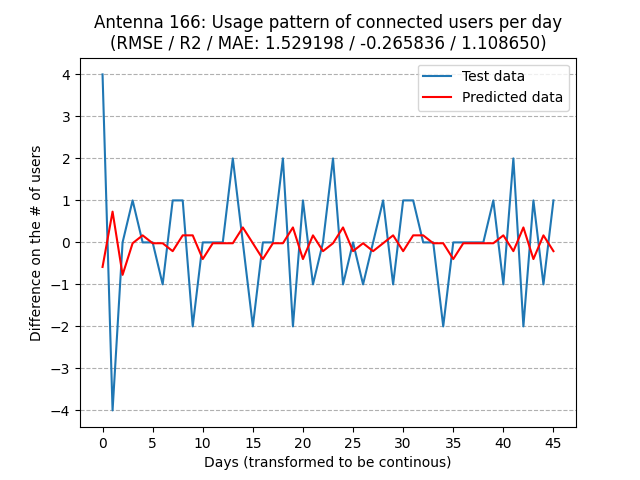 Antenna 166: Usage pattern of connected users per day
(RMSE / R2 / MAE: 1.529198 / -0.265836 / 1.108650)
Test data
Predicted data
4
3
2
1
0
−1
−2
−3
−4
Difference on the # of users
0 5 10 15 20 25 30 35 40 45
Days (transformed to be continous)